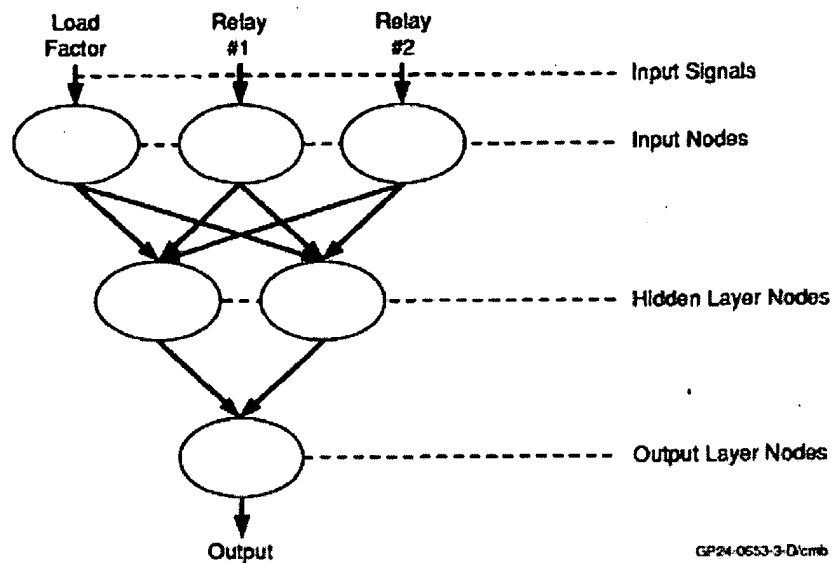 Load
Factor
Relay
#1
Relay
#2
Input Signals
Input Nodes
Hidden Layer Nodes
Output Layer Nodes
Output
GP24-0553-3-D/cmb